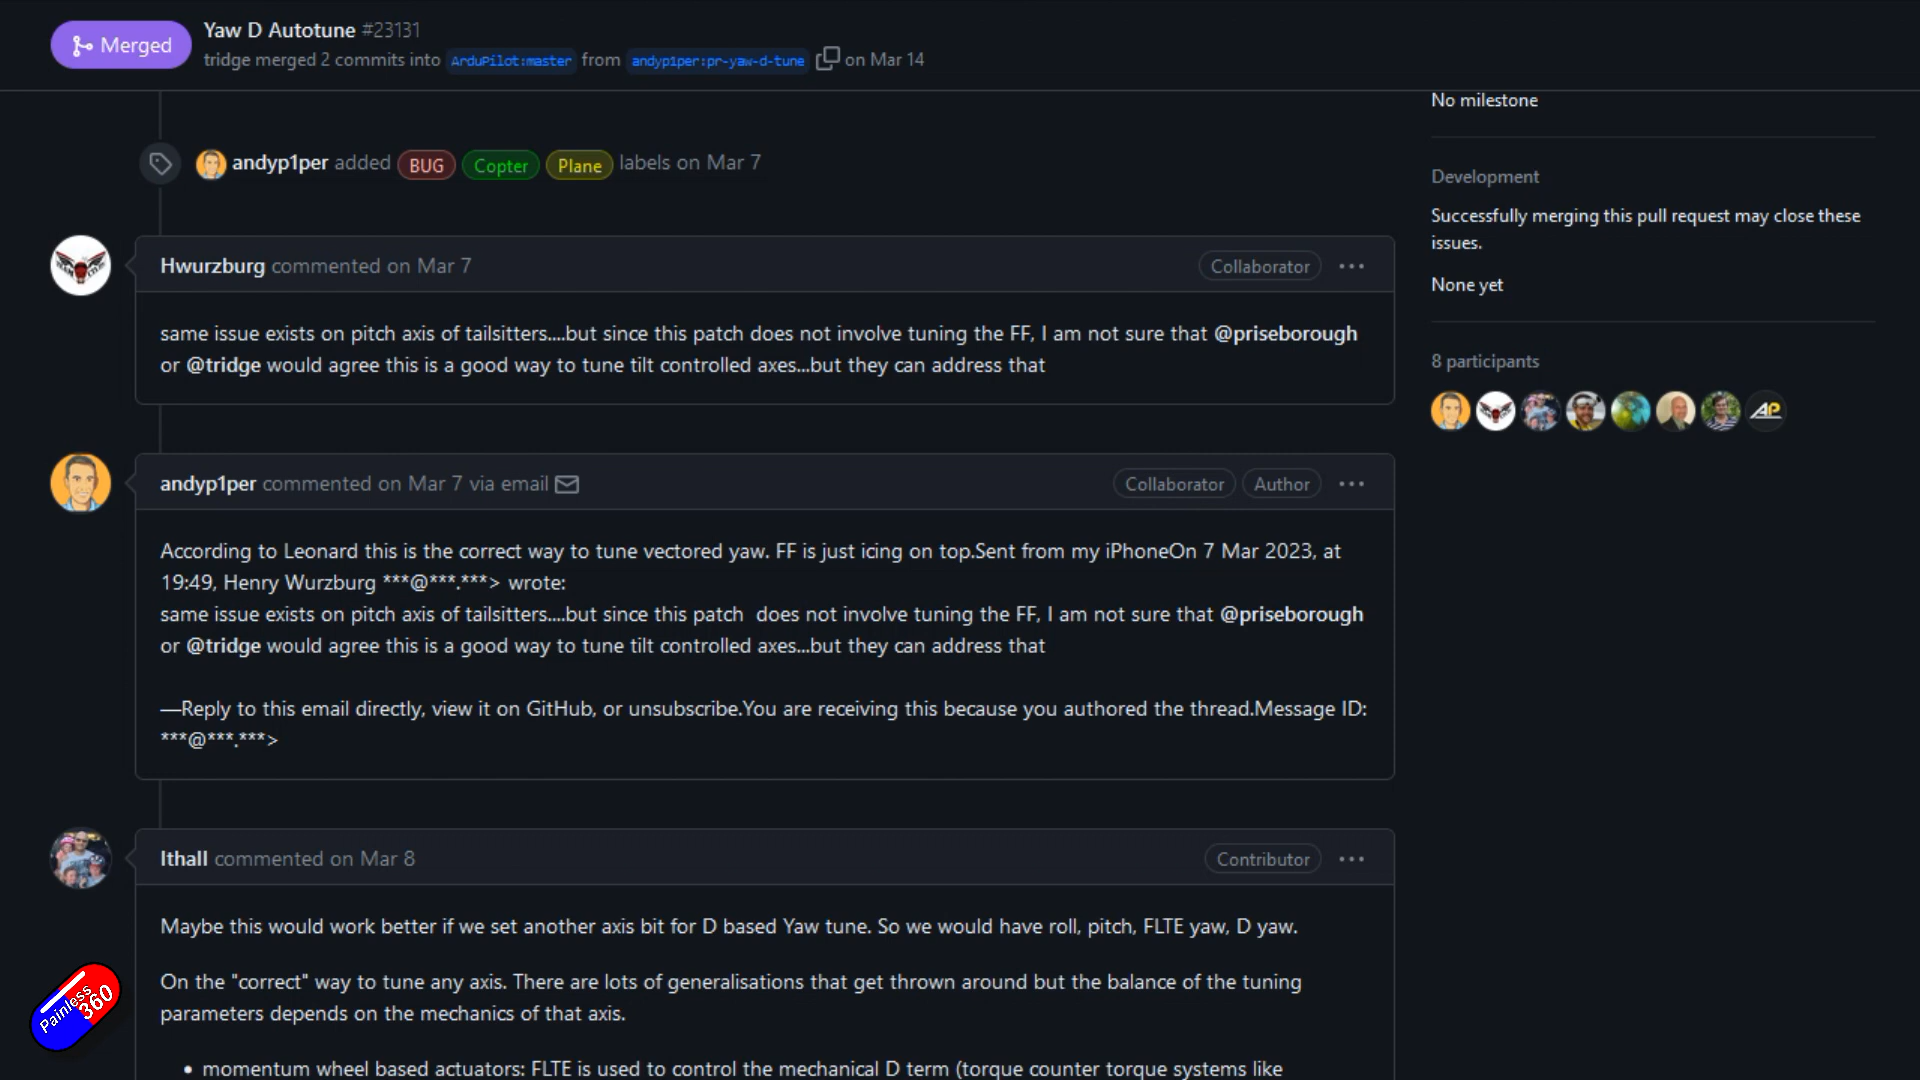 Merged
Yaw D Autotune #23131
tridge merged 2 commits into ArduPilot:master from andyp1per:pr-yaw-d-tune on Mar 14
No milestone
andyp1per added BUG Copter Plane labels on Mar 7
Development
Successfully merging this pull request may close these
issues.
None yet
8 participants
AP
Hwurzburg commented on Mar 7
Collaborator
same issue exists on pitch axis of tailsitters....but since this patch does not involve tuning the FF, I am not sure that @priseborough
or @tridge would agree this is a good way to tune tilt controlled axes...but they can address that
andyp1per commented on Mar 7 via email
Collaborator
Author
According to Leonard this is the correct way to tune vectored yaw. FF is just icing on top.Sent from my iPhoneOn 7 Mar 2023, at
19:49, Henry Wurzburg ***@***.***> wrote:
same issue exists on pitch axis of tailsitters....but since this patch does not involve tuning the FF, I am not sure that @priseborough
or @tridge would agree this is a good way to tune tilt controlled axes...but they can address that
—Reply to this email directly, view it on GitHub, or unsubscribe.You are receiving this because you authored the thread.Message ID:
***@***.***>
lthall commented on Mar 8
Contributor
Maybe this would work better if we set another axis bit for D based Yaw tune. So we would have roll, pitch, FLTE yaw, D yaw.
On the "correct" way to tune any axis. There are lots of generalisations that get thrown around but the balance of the tuning
parameters depends on the mechanics of that axis.
• momentum wheel based actuators: FLTE is used to control the mechanical D term (torque counter torque systems like
Painless
360